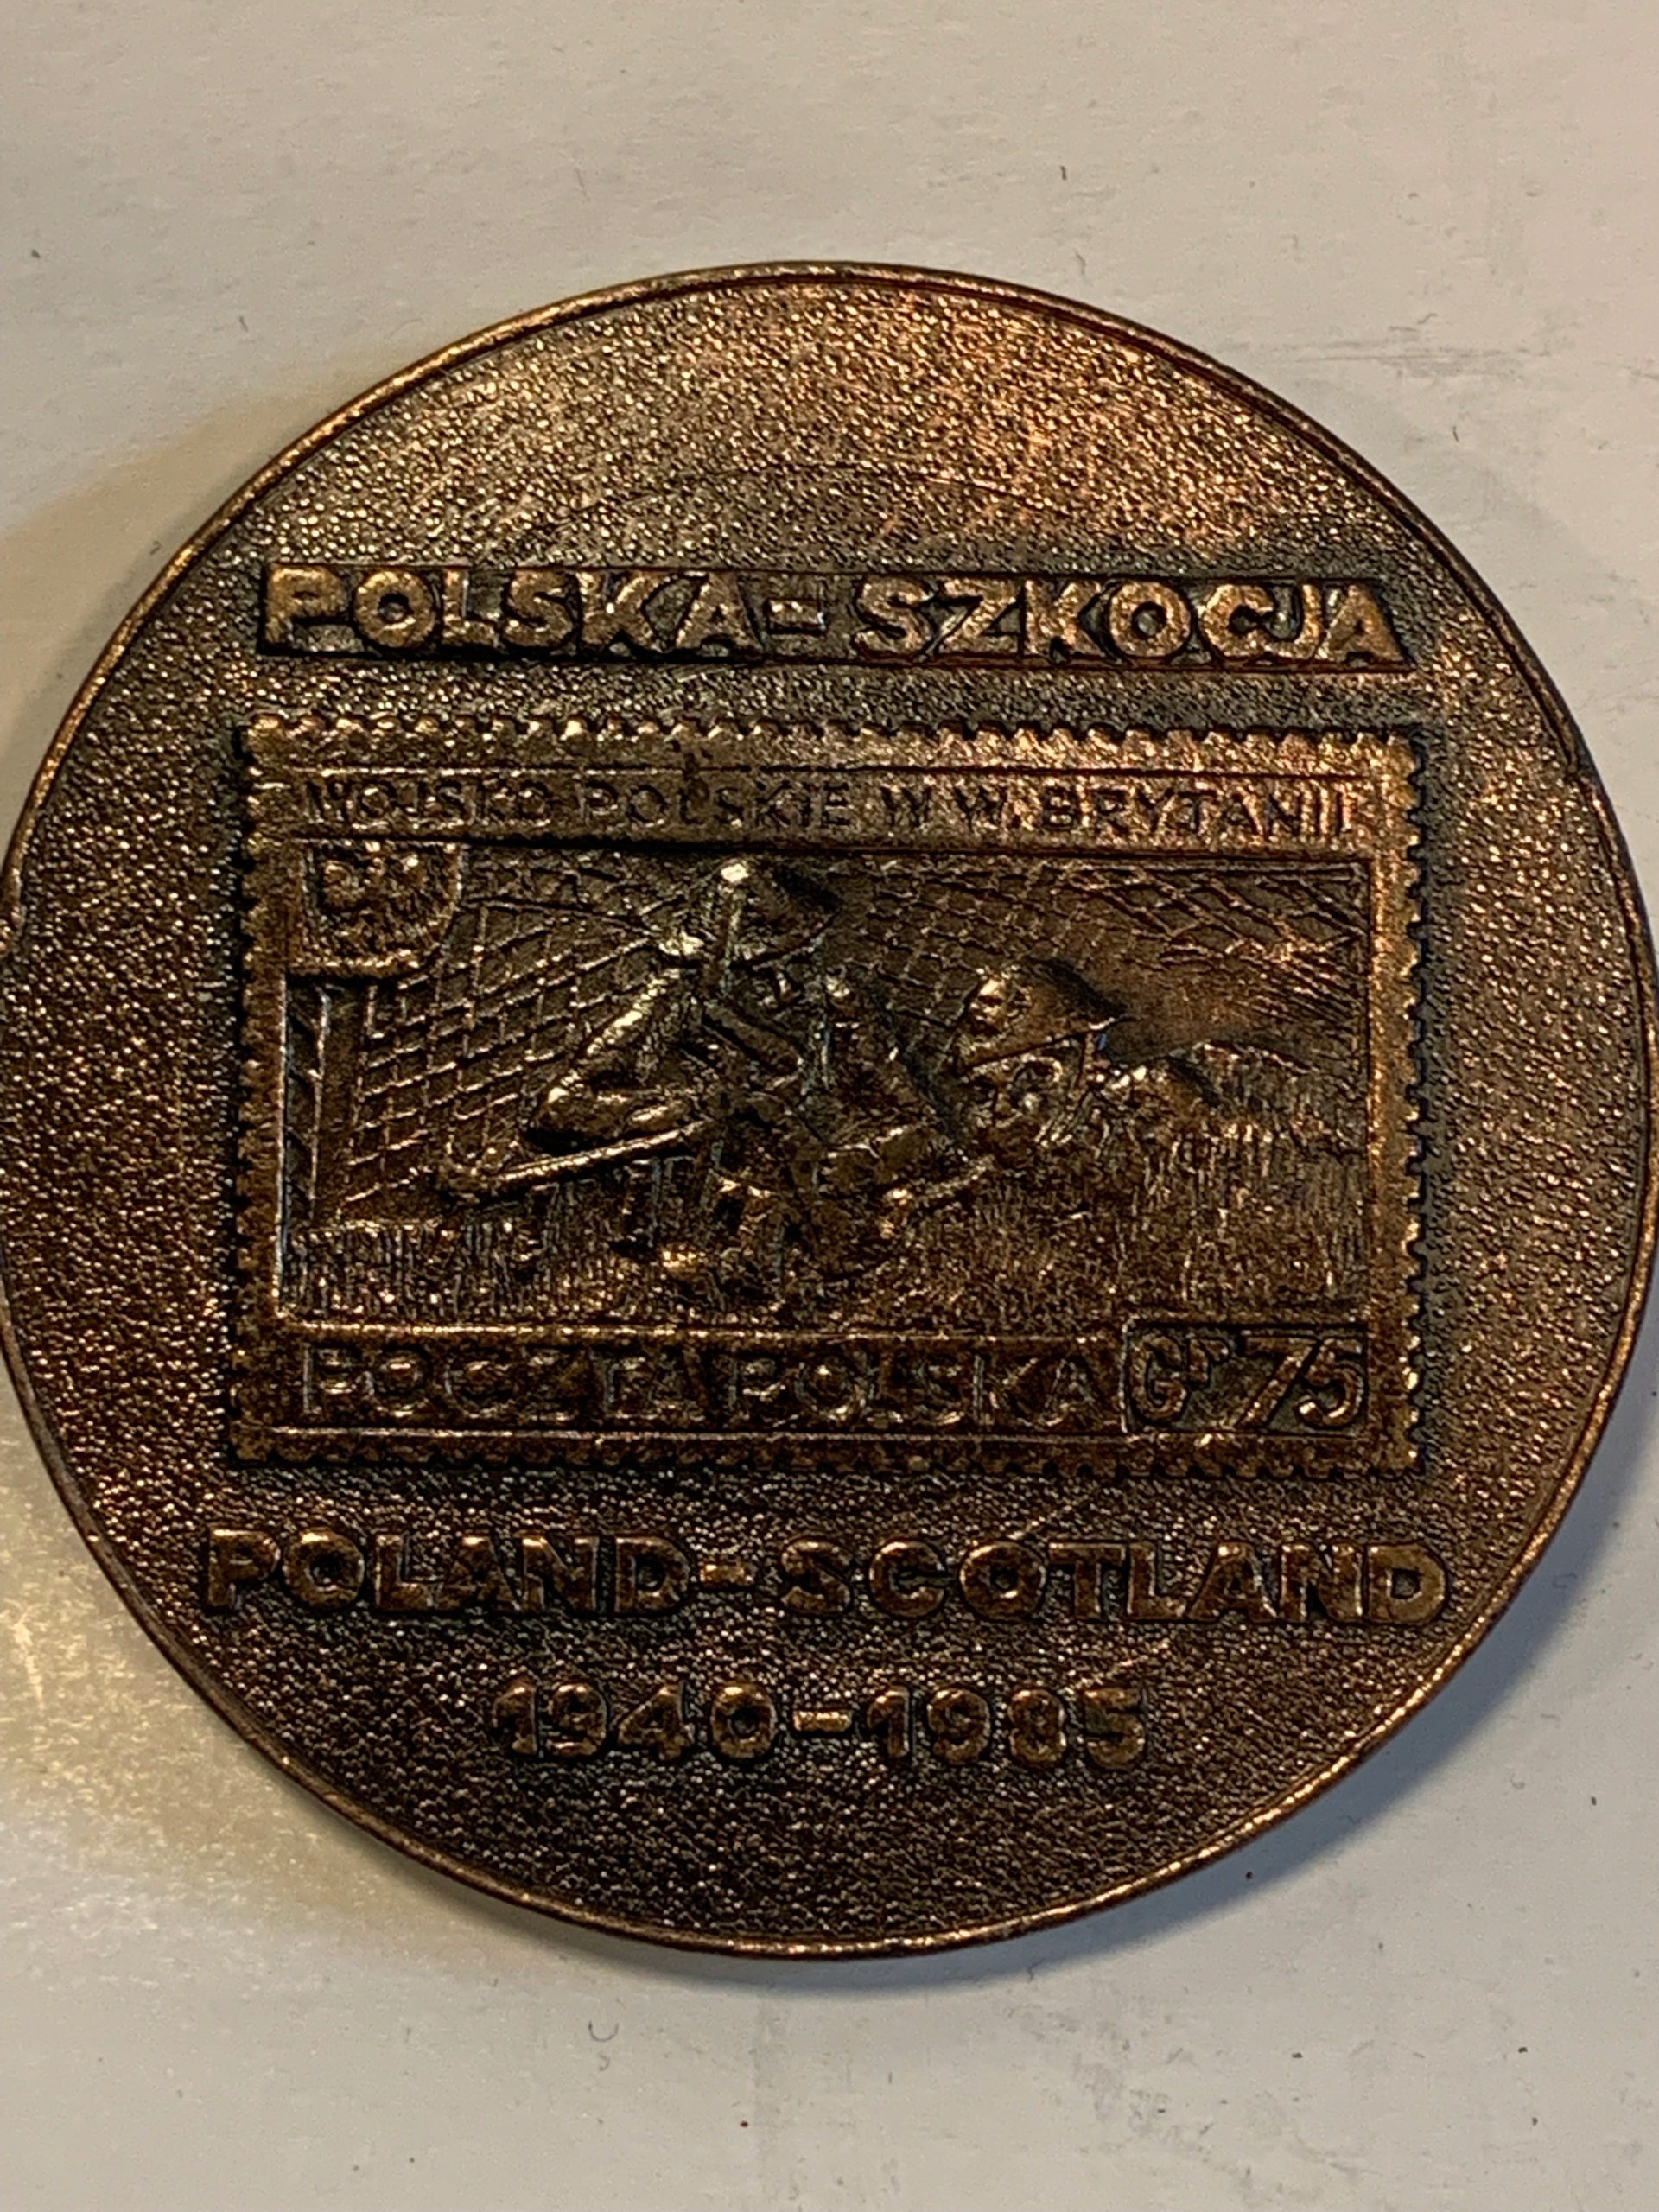 POLSKA-SZKOCJA
WOJSKO POLSKIE W W. BRYTANII
POCZTA POLSKA Gr 75
POLAND-SCOTLAND
1940-1985